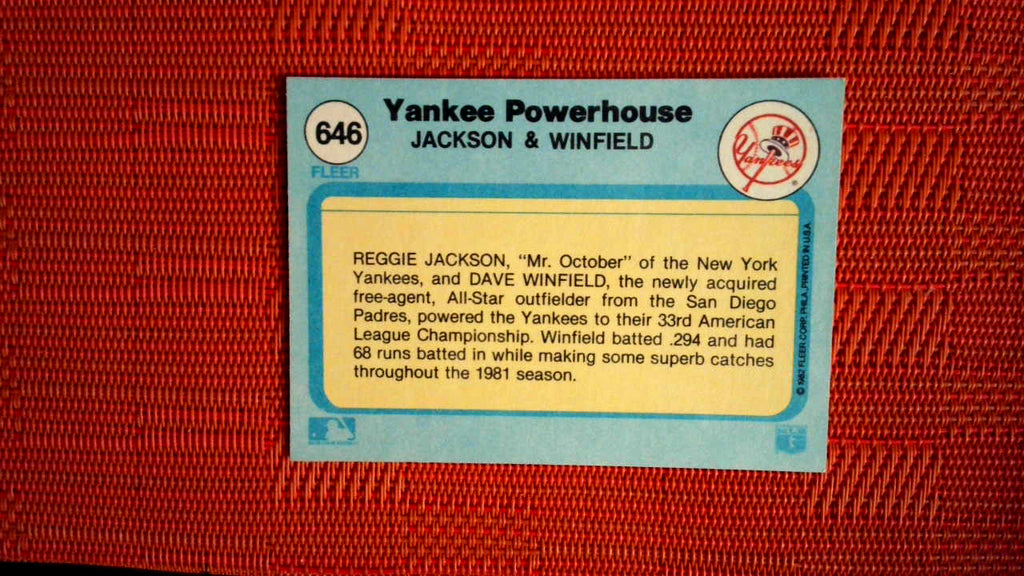 646
FLEER
Yankee Powerhouse
JACKSON & WINFIELD
Yankees
REGGIE JACKSON, “Mr. October” of the New York
Yankees, and DAVE WINFIELD, the newly acquired
free-agent, All-Star outfielder from the San Diego
Padres, powered the Yankees to their 33rd American
League Championship. Winfield batted .294 and had
68 runs batted in while making some superb catches
throughout the 1981 season.
© 1982 FLEER CORP. PHILA. PRINTED IN U.S.A.